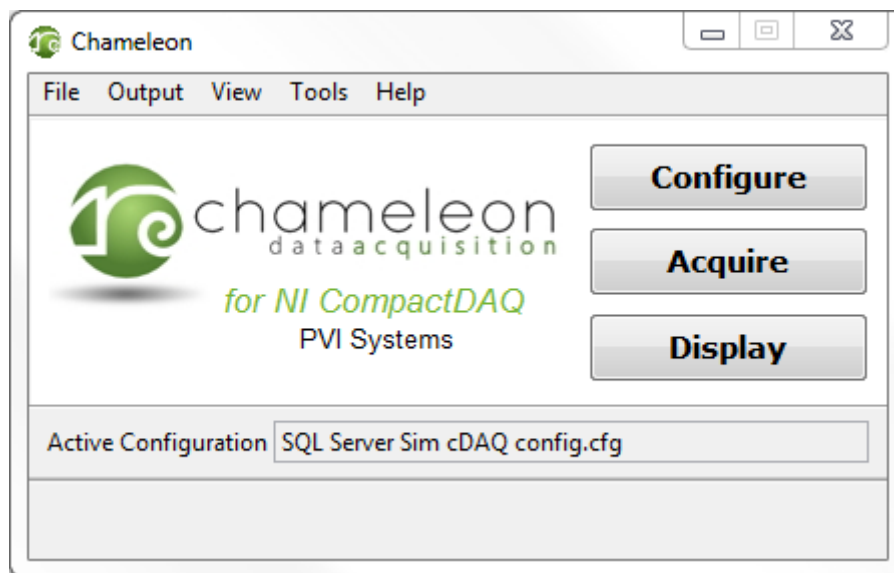 Chameleon
File Output View Tools Help
chameleon
dataacquisition
for NI CompactDAQ
PVI Systems
Configure
Acquire
Display
Active Configuration SQL Server Sim cDAQ config.cfg